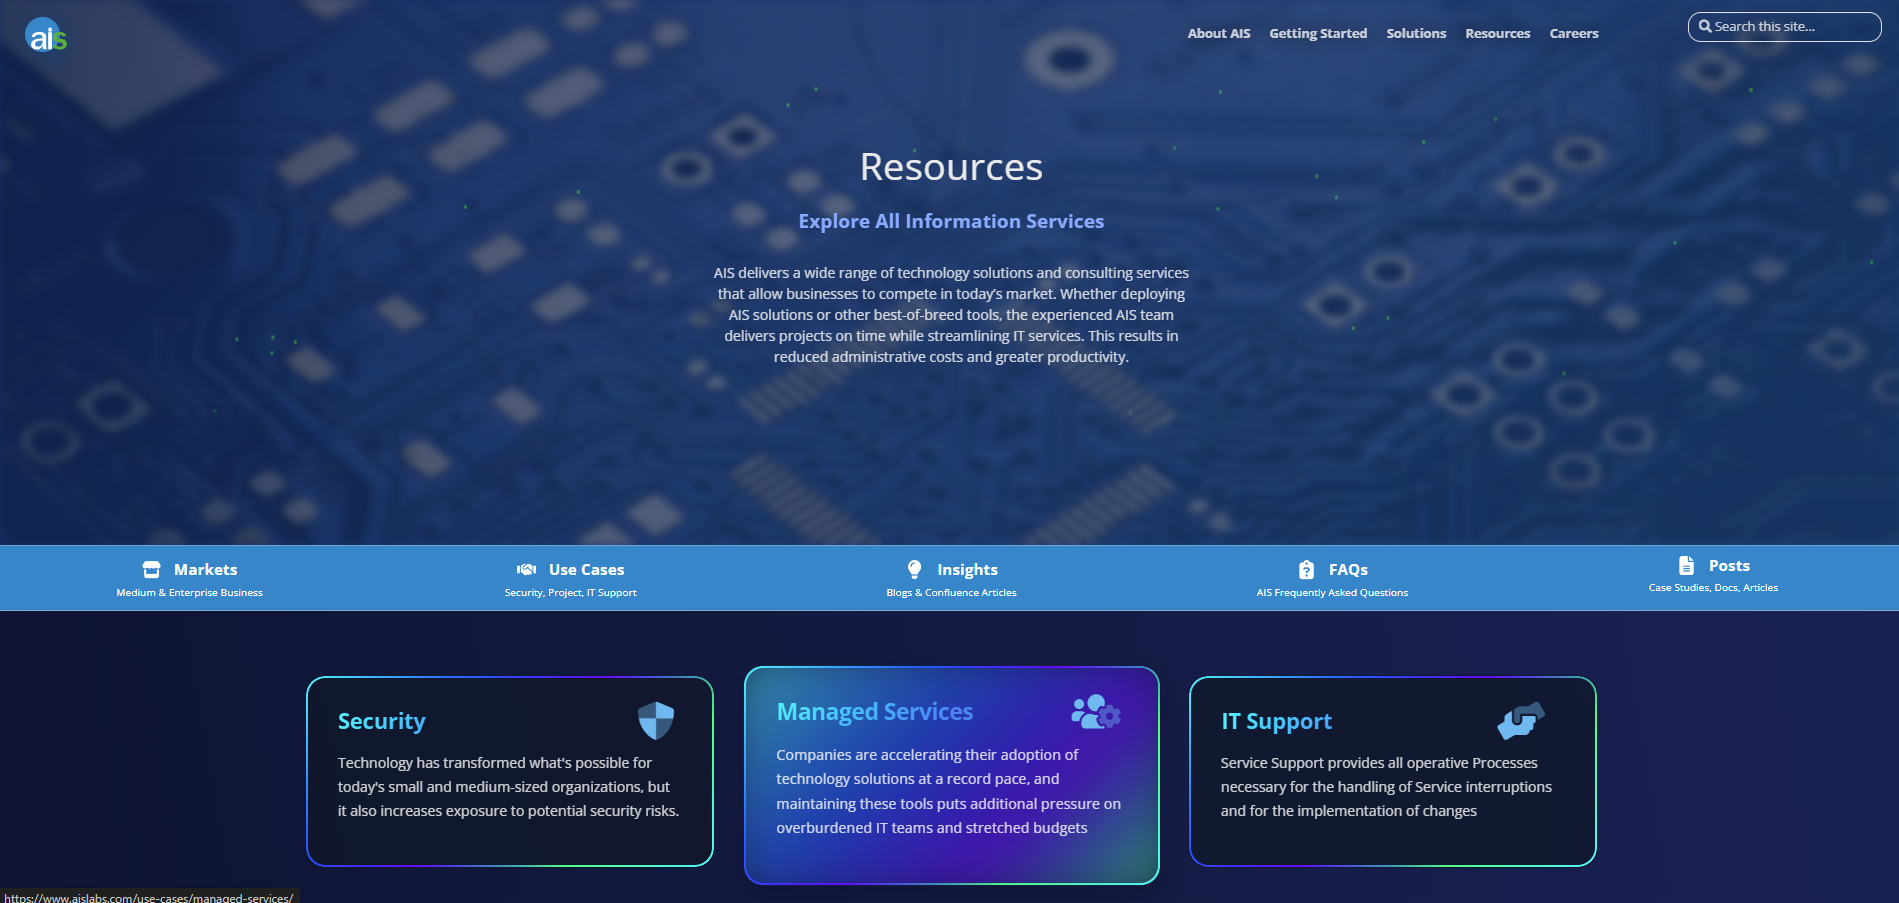 ais
About AIS
Getting Started
Solutions
Resources
Careers
Search this site...
Resources
Explore All Information Services
AIS delivers a wide range of technology solutions and consulting services
that allow businesses to compete in today's market. Whether deploying
AIS solutions or other best-of-breed tools, the experienced AIS team
delivers projects on time while streamlining IT services. This results in
reduced administrative costs and greater productivity.
Markets
Medium & Enterprise Business
Use Cases
Security, Project, IT Support
Insights
Blogs & Confluence Articles
FAQs
AIS Frequently Asked Questions
Posts
Case Studies, Docs, Articles
Security
Technology has transformed what's possible for
today's small and medium-sized organizations, but
it also increases exposure to potential security risks.
Managed Services
Companies are accelerating their adoption of
technology solutions at a record pace, and
maintaining these tools puts additional pressure on
overburdened IT teams and stretched budgets
IT Support
Service Support provides all operative Processes
necessary for the handling of Service interruptions
and for the implementation of changes
https://www.aislabs.com/use-cases/managed-services/